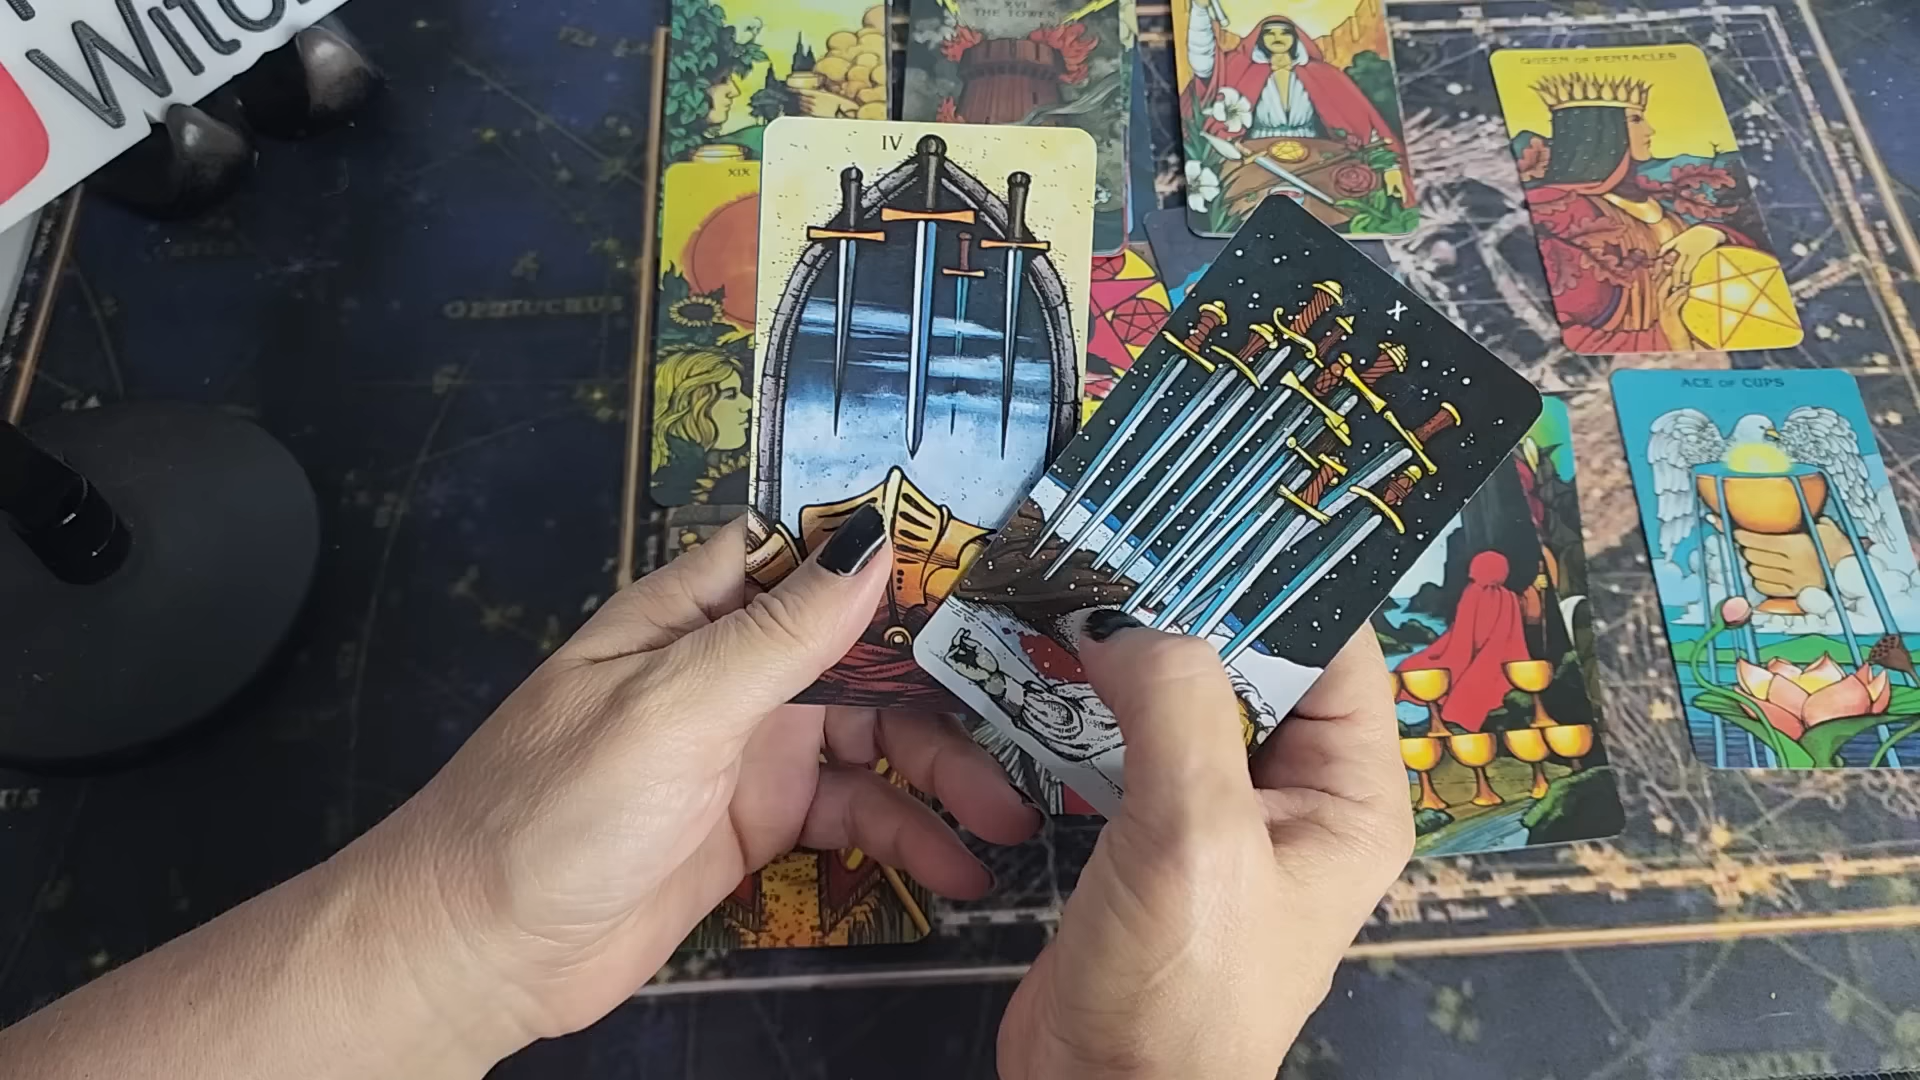 Witc
XVI
THE TOWER
QUEEN OF PENTACLES
IV
XIX
X
OPHIUCHUS
ACE OF CUPS